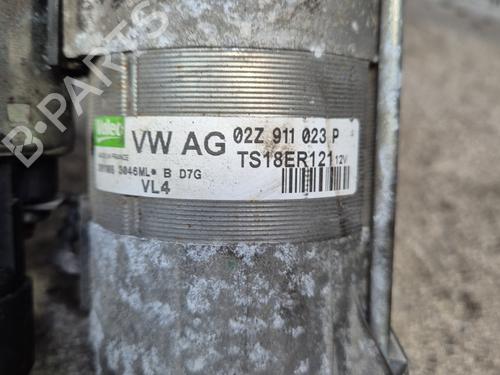 B-PARTS
Valeo
VW AG 02Z 911 023 P
MADE IN FRANCE
TS18ER121 12V
3046ML* B D7G
VL4